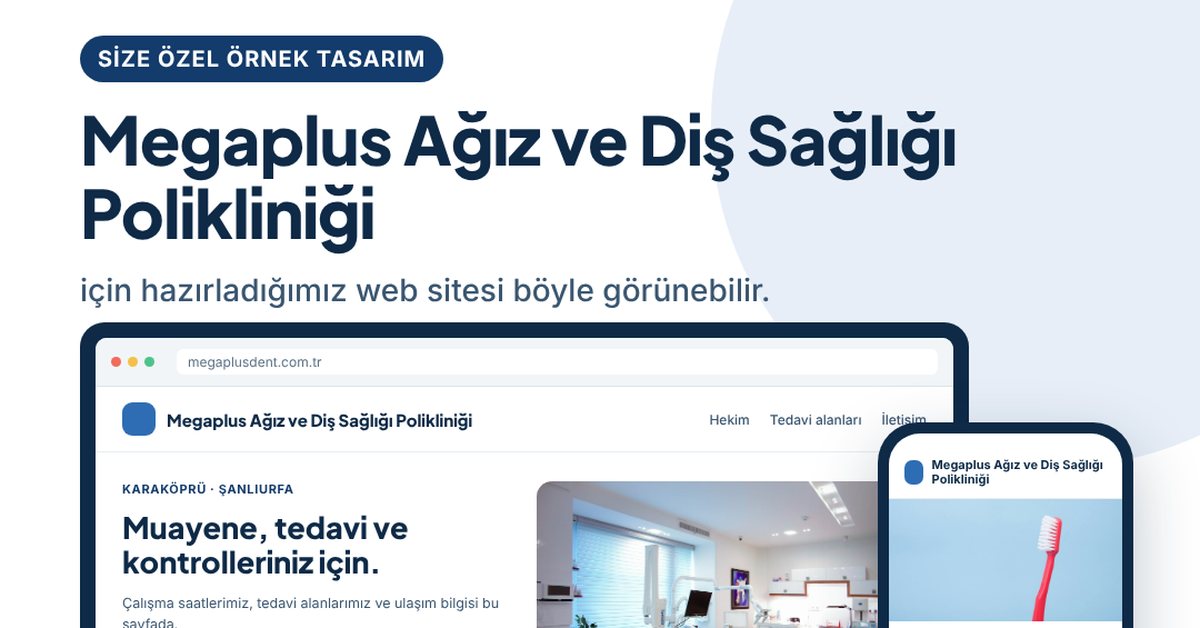 SİZE ÖZEL ÖRNEK TASARIM
Megaplus Ağız ve Diş Sağlığı
Polikliniği
için hazırladığımız web sitesi böyle görünebilir.
megaplusdent.com.tr
Megaplus Ağız ve Diş Sağlığı Polikliniği
Hekim Tedavi alanları İletişim
KARAKÖPRÜ · ŞANLIURFA
Muayene, tedavi ve
kontrolleriniz için.
Çalışma saatlerimiz, tedavi alanlarımız ve ulaşım bilgisi bu
sayfada.
Megaplus Ağız ve Diş Sağlığı
Polikliniği